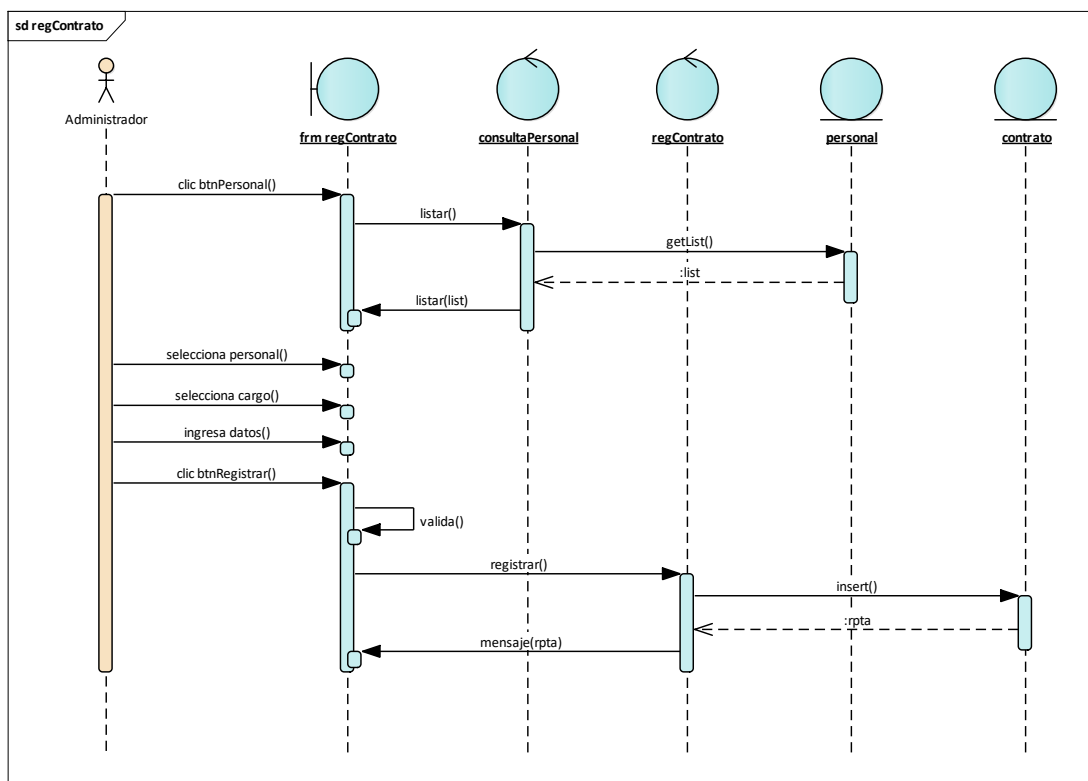 sd regContrato
Administrador
frm regContrato
consultaPersonal
regContrato
personal
contrato
clic btnPersonal()
listar()
getList()
:list
listar(list)
selecciona personal()
selecciona cargo()
ingresa datos()
clic btnRegistrar()
valida()
registrar()
insert()
:rpta
mensaje(rpta)